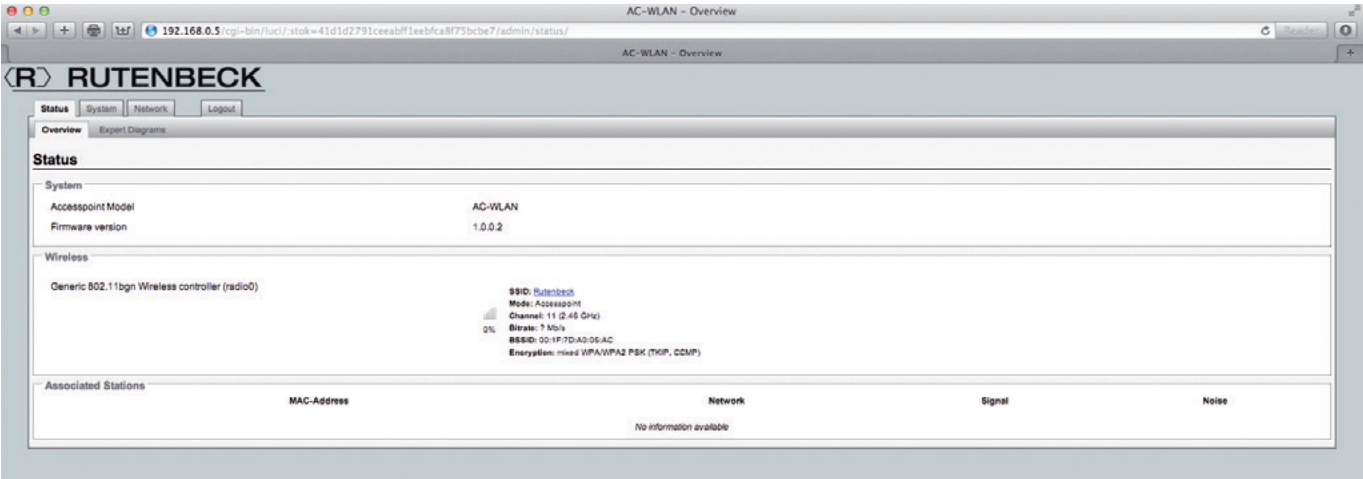 AC-WLAN – Overview
192.168.0.5/cgi-bin/luci/;stok=41d1d2791ceeabff1eebfca8f75bcbe7/admin/status/
Reader
AC-WLAN – Overview
⟨R⟩ RUTENBECK
Status System Network Logout
Overview Expert Diagrams
Status
System
Accesspoint Model AC-WLAN
Firmware version 1.0.0.2
Wireless
Generic 802.11bgn Wireless controller (radio0)
SSID: Rutenbeck
Mode: Accesspoint
Channel: 11 (2.46 GHz)
0% Bitrate: ? Mb/s
BSSID: 00:1F:7D:A0:05:AC
Encryption: mixed WPA/WPA2 PSK (TKIP, CCMP)
Associated Stations
MAC-Address Network Signal Noise
No information available